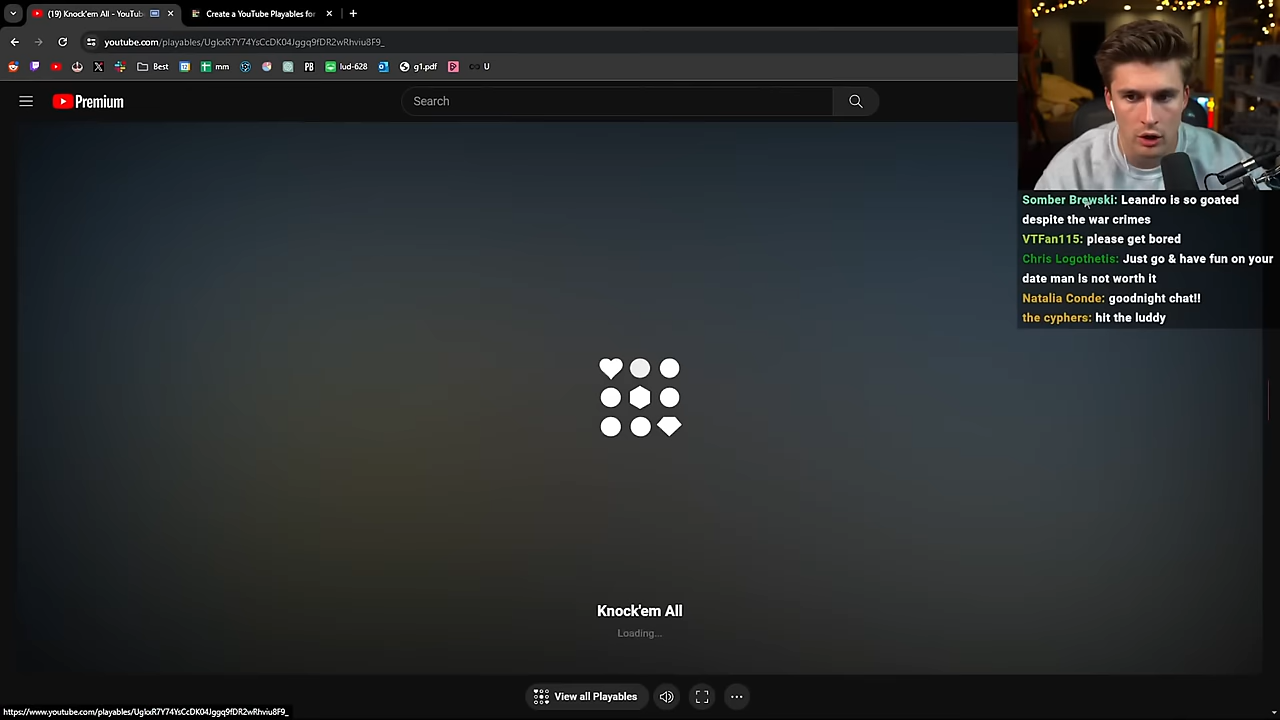 (19) Knock'em All - YouTub
Create a YouTube Playables for
youtube.com/playables/UgkxR7Y74YsCcDK04Jggq9fDR2wRhviu8F9_
Best
mm
PB
lud-628
g1.pdf
U
Premium
Search
Somber Brewski: Leandro is so goated
despite the war crimes
VTFan115: please get bored
Chris Logothetis: Just go & have fun on your
date man is not worth it
Natalia Conde: goodnight chat!!
the cyphers: hit the luddy
Knock'em All
Loading...
View all Playables
https://www.youtube.com/playables/UgkxR7Y74YsCcDK04Jggq9fDR2wRhviu8F9_